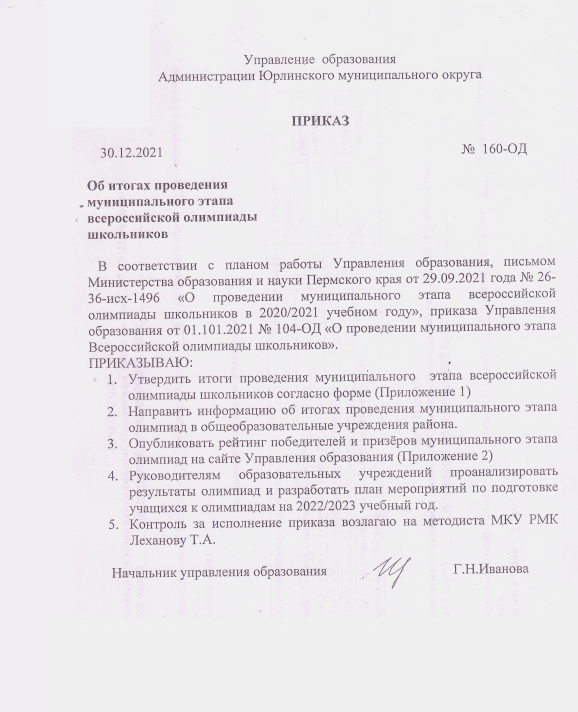 Управление образования
Администрации Юрлинского муниципального округа
ПРИКАЗ
30.12.2021 № 160-ОД
Об итогах проведения
муниципального этапа
всероссийской олимпиады
школьников
В соответствии с планом работы Управления образования, письмом
Министерства образования и науки Пермского края от 29.09.2021 года № 26-
36-исх-1496 «О проведении муниципального этапа всероссийской
олимпиады школьников в 2020/2021 учебном году», приказа Управления
образования от 01.101.2021 № 104-ОД «О проведении муниципального этапа
Всероссийской олимпиады школьников».
ПРИКАЗЫВАЮ:
1. Утвердить итоги проведения муниципального этапа всероссийской
олимпиады школьников согласно форме (Приложение 1)
2. Направить информацию об итогах проведения муниципального этапа
олимпиад в общеобразовательные учреждения района.
3. Опубликовать рейтинг победителей и призёров муниципального этапа
олимпиад на сайте Управления образования (Приложение 2)
4. Руководителям образовательных учреждений проанализировать
результаты олимпиад и разработать план мероприятий по подготовке
учащихся к олимпиадам на 2022/2023 учебный год.
5. Контроль за исполнение приказа возлагаю на методиста МКУ РМК
Леханову Т.А.
Начальник управления образования Г.Н.Иванова